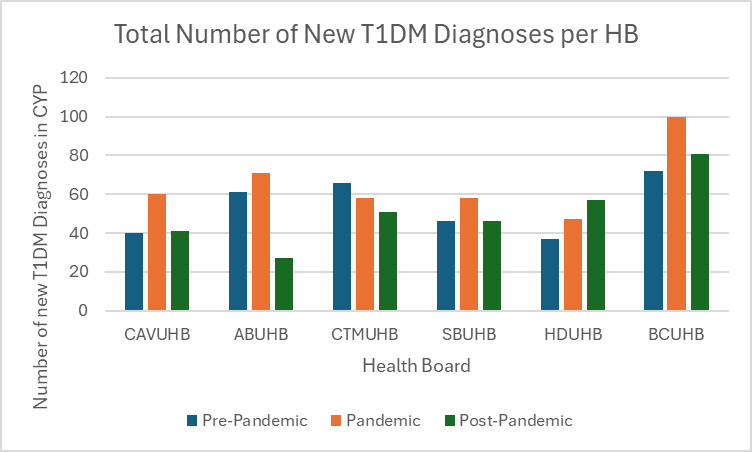 Total Number of New T1DM Diagnoses per HB
Number of new T1DM Diagnoses in CYP
120
100
80
60
40
20
0
CAVUHB ABUHB CTMUHB SBUHB HDUHB BCUHB
Health Board
Pre-Pandemic Pandemic Post-Pandemic